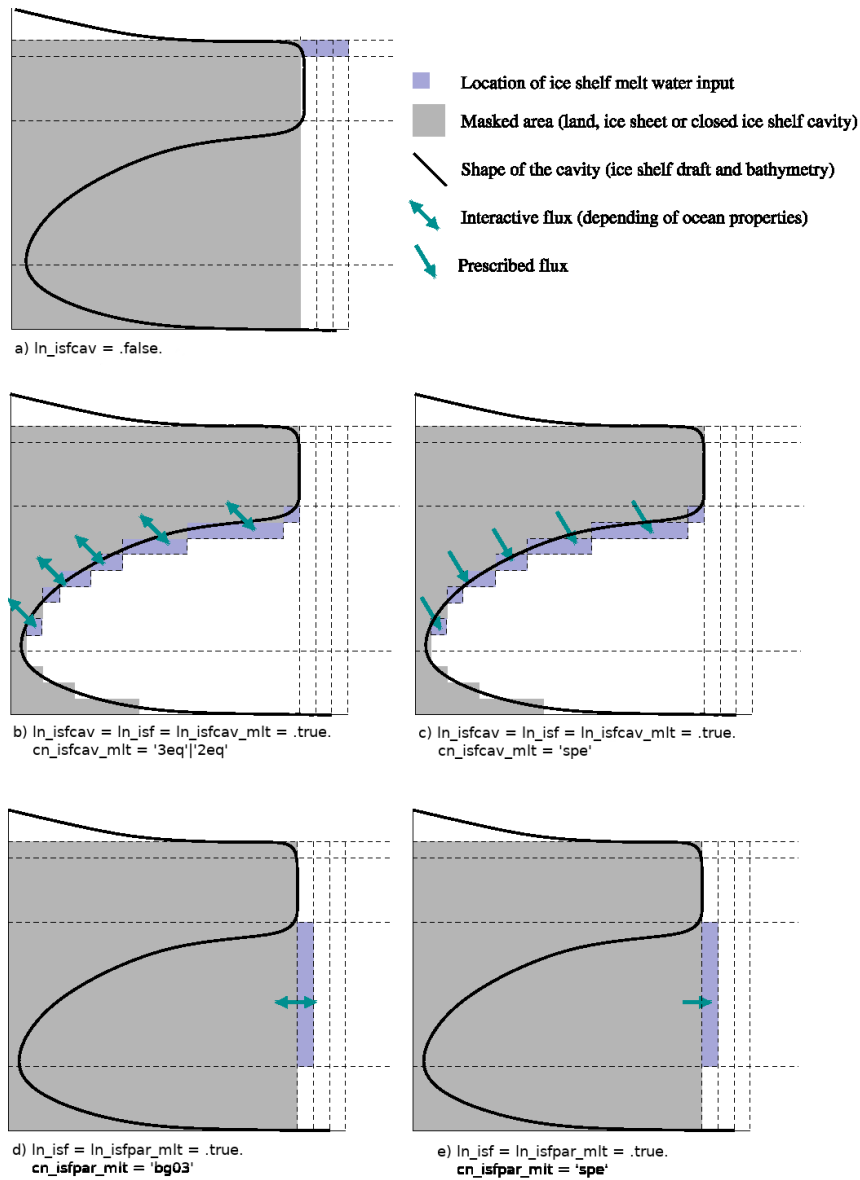 Location of ice shelf melt water input
Masked area (land, ice sheet or closed ice shelf cavity)
Shape of the cavity (ice shelf draft and bathymetry)
Interactive flux (depending of ocean properties)
Prescribed flux
a) ln_isfcav = .false.
b) ln_isfcav = ln_isf = ln_isfcav_mlt = .true.
cn_isfcav_mlt = '3eq'|'2eq'
c) ln_isfcav = ln_isf = ln_isfcav_mlt = .true.
cn_isfcav_mlt = 'spe'
d) ln_isf = ln_isfpar_mlt = .true.
cn_isfpar_mlt = 'bg03'
e) ln_isf = ln_isfpar_mlt = .true.
cn_isfpar_mlt = 'spe'